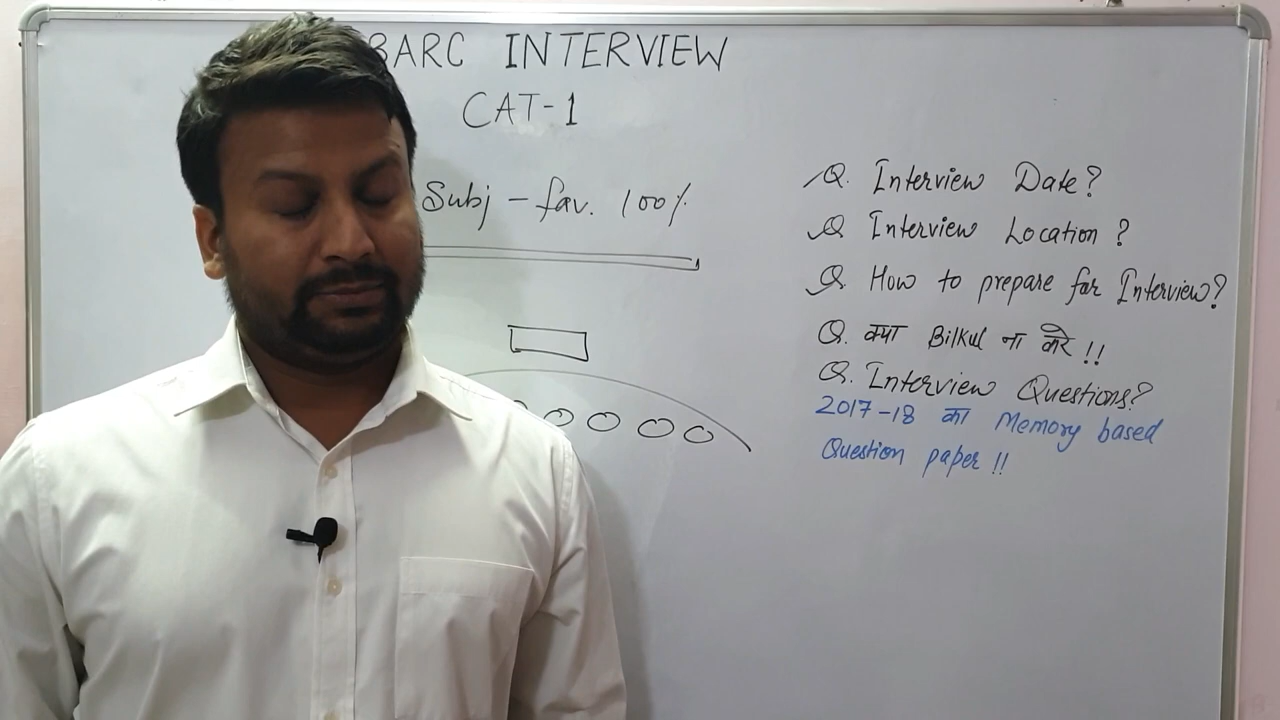 BARC INTERVIEW
CAT-1
Subj - fav. 100%
Q. Interview Date?
Q. Interview Location?
Q. How to prepare for Interview?
Q. क्या Bilkul ना करे !!
Q. Interview Questions?
2017-18 का Memory based
Question paper !!